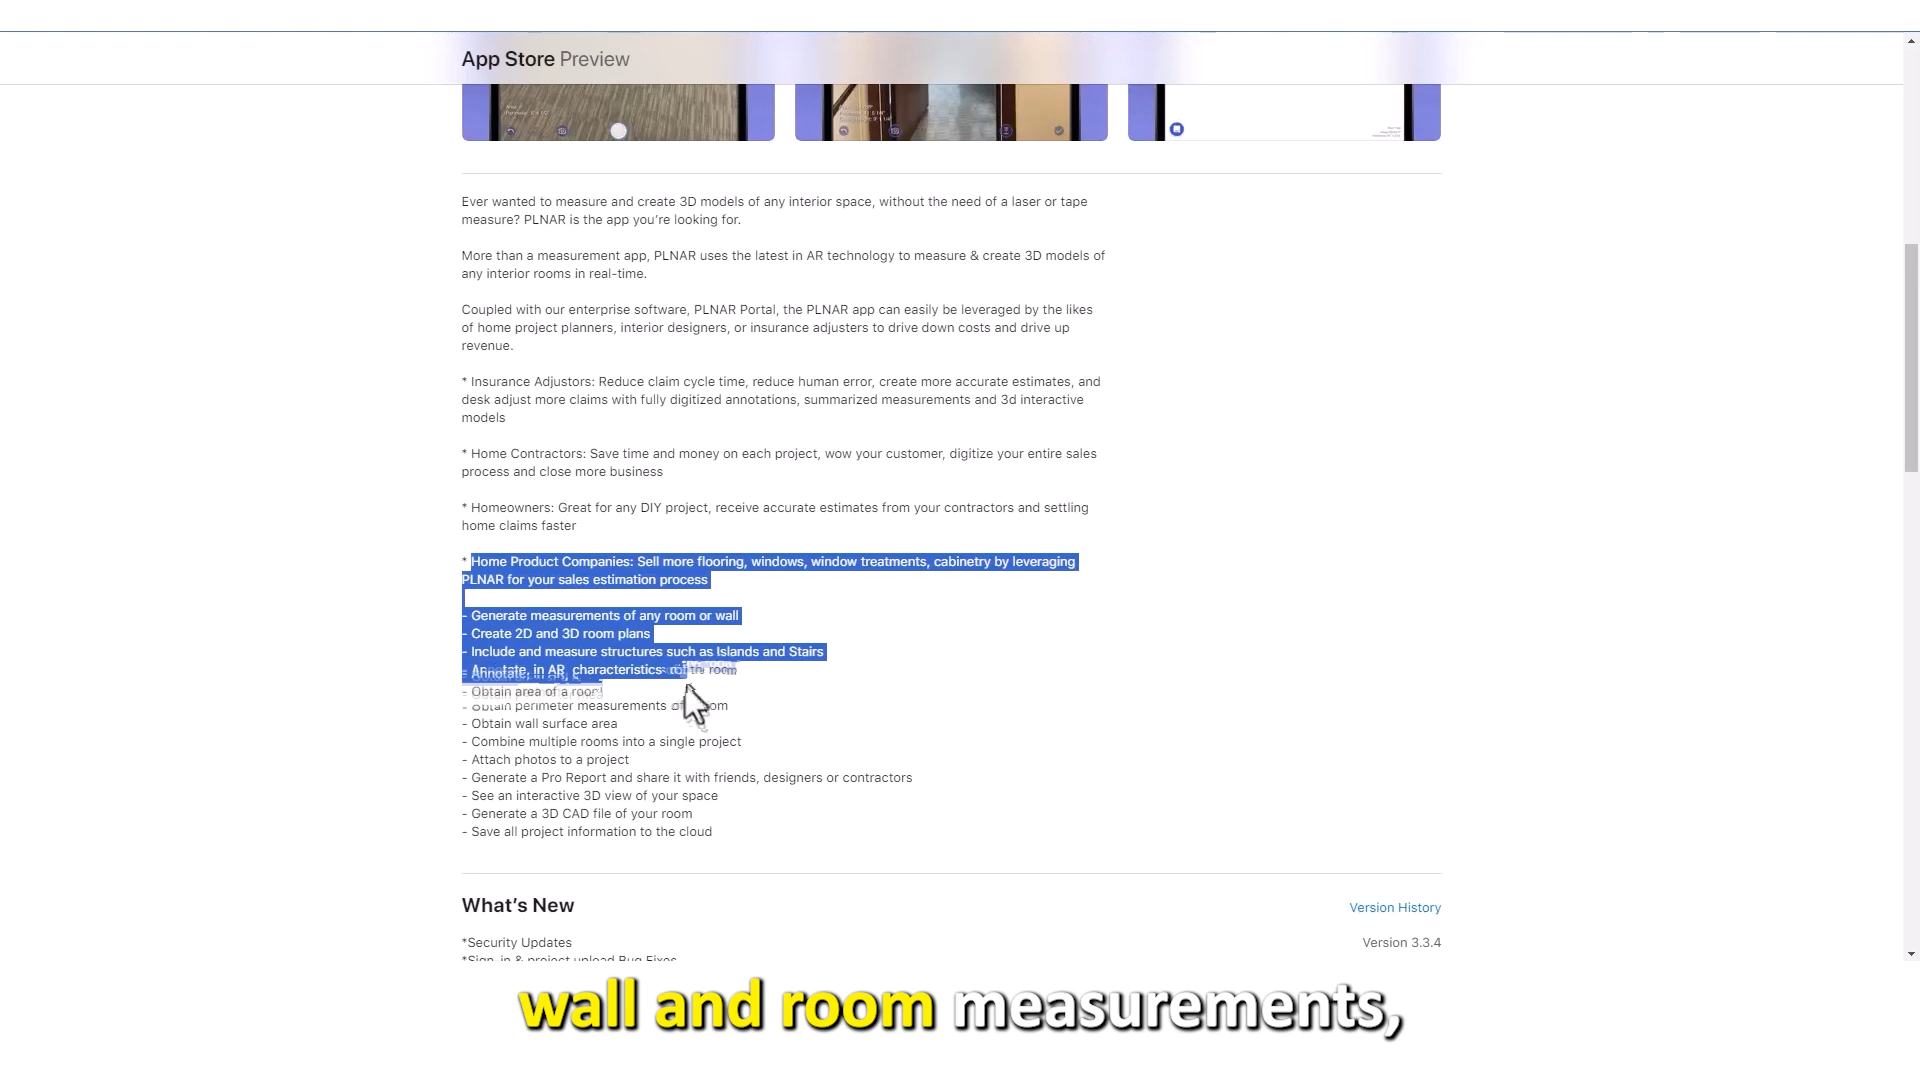 App Store Preview
Ever wanted to measure and create 3D models of any interior space, without the need of a laser or tape
measure? PLNAR is the app you're looking for.
More than a measurement app, PLNAR uses the latest in AR technology to measure & create 3D models of
any interior rooms in real-time.
Coupled with our enterprise software, PLNAR Portal, the PLNAR app can easily be leveraged by the likes
of home project planners, interior designers, or insurance adjusters to drive down costs and drive up
revenue.
* Insurance Adjustors: Reduce claim cycle time, reduce human error, create more accurate estimates, and
desk adjust more claims with fully digitized annotations, summarized measurements and 3d interactive
models
* Home Contractors: Save time and money on each project, wow your customer, digitize your entire sales
process and close more business
* Homeowners: Great for any DIY project, receive accurate estimates from your contractors and settling
home claims faster
* Home Product Companies: Sell more flooring, windows, window treatments, cabinetry by leveraging
PLNAR for your sales estimation process
- Generate measurements of any room or wall
- Create 2D and 3D room plans
- Include and measure structures such as Islands and Stairs
- Annotate, in AR, characteristics of the room
- Obtain area of a room
- Obtain perimeter measurements of room
- Obtain wall surface area
- Combine multiple rooms into a single project
- Attach photos to a project
- Generate a Pro Report and share it with friends, designers or contractors
- See an interactive 3D view of your space
- Generate a 3D CAD file of your room
- Save all project information to the cloud
What's New
Version History
*Security Updates
Version 3.3.4
*Sign-in & project upload Bug Fixes
wall and room measurements,